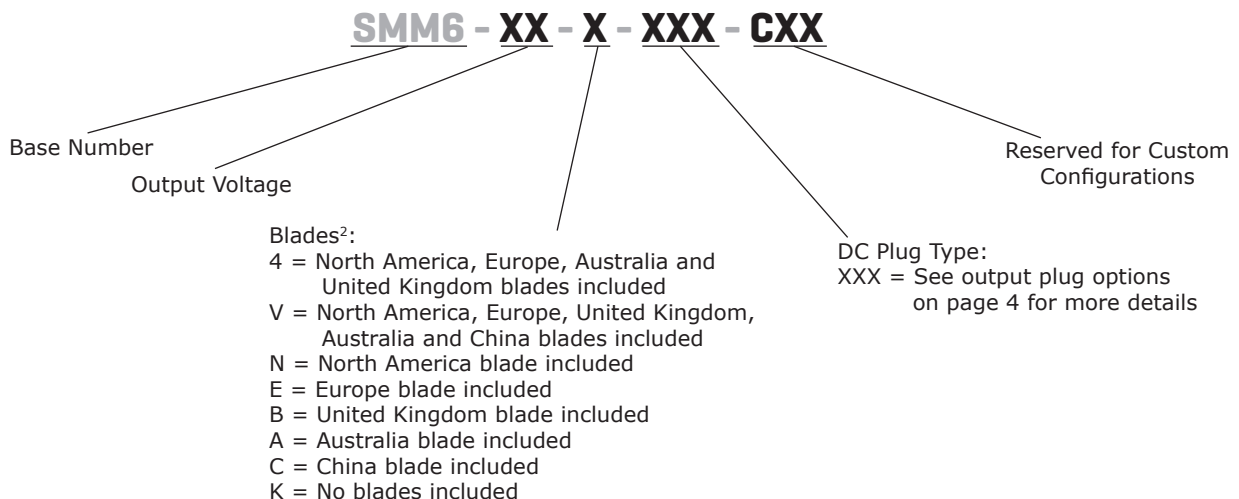 SMM6 - XX - X - XXX - CXX
Base Number
Output Voltage
Reserved for Custom
Configurations
Blades²:
4 = North America, Europe, Australia and
United Kingdom blades included
V = North America, Europe, United Kingdom,
Australia and China blades included
N = North America blade included
E = Europe blade included
B = United Kingdom blade included
A = Australia blade included
C = China blade included
K = No blades included
DC Plug Type:
XXX = See output plug options
on page 4 for more details